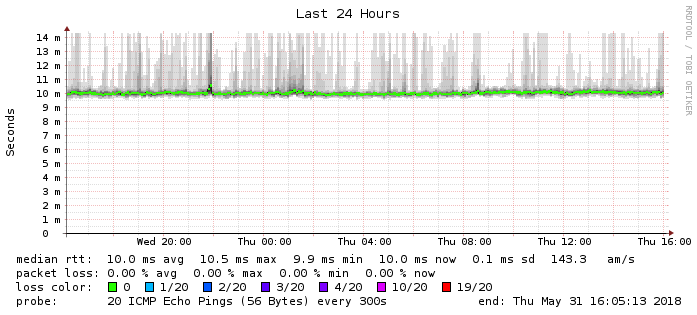 Last 24 Hours
RRDTOOL / TOBI OETIKER
Seconds
14 m
13 m
12 m
11 m
10 m
9 m
8 m
7 m
6 m
5 m
4 m
3 m
2 m
1 m
0
Wed 20:00 Thu 00:00 Thu 04:00 Thu 08:00 Thu 12:00 Thu 16:00
median rtt: 10.0 ms avg 10.5 ms max 9.9 ms min 10.0 ms now 0.1 ms sd 143.3 am/s
packet loss: 0.00 % avg 0.00 % max 0.00 % min 0.00 % now
loss color: 0 1/20 2/20 3/20 4/20 10/20 19/20
probe: 20 ICMP Echo Pings (56 Bytes) every 300s end: Thu May 31 16:05:13 2018